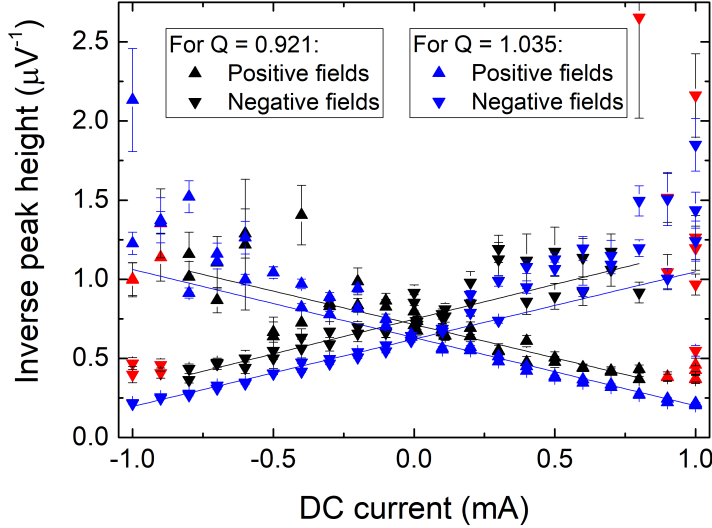 2.5
2.0
1.5
1.0
0.5
0.0
Inverse peak height (μV⁻¹)
For Q = 0.921:
Positive fields
Negative fields
For Q = 1.035:
Positive fields
Negative fields
-1.0 -0.5 0.0 0.5 1.0
DC current (mA)